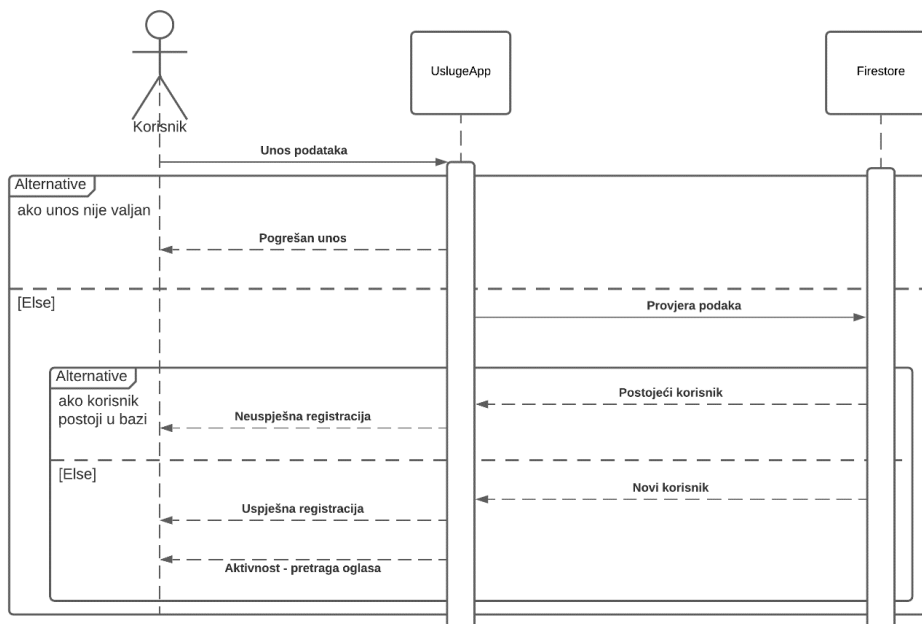 UslugeApp
Firestore
Korisnik
Unos podataka
Alternative
ako unos nije valjan
Pogrešan unos
[Else]
Provjera podaka
Alternative
ako korisnik
postoji u bazi
Postojeći korisnik
Neuspješna registracija
[Else]
Novi korisnik
Uspješna registracija
Aktivnost - pretraga oglasa